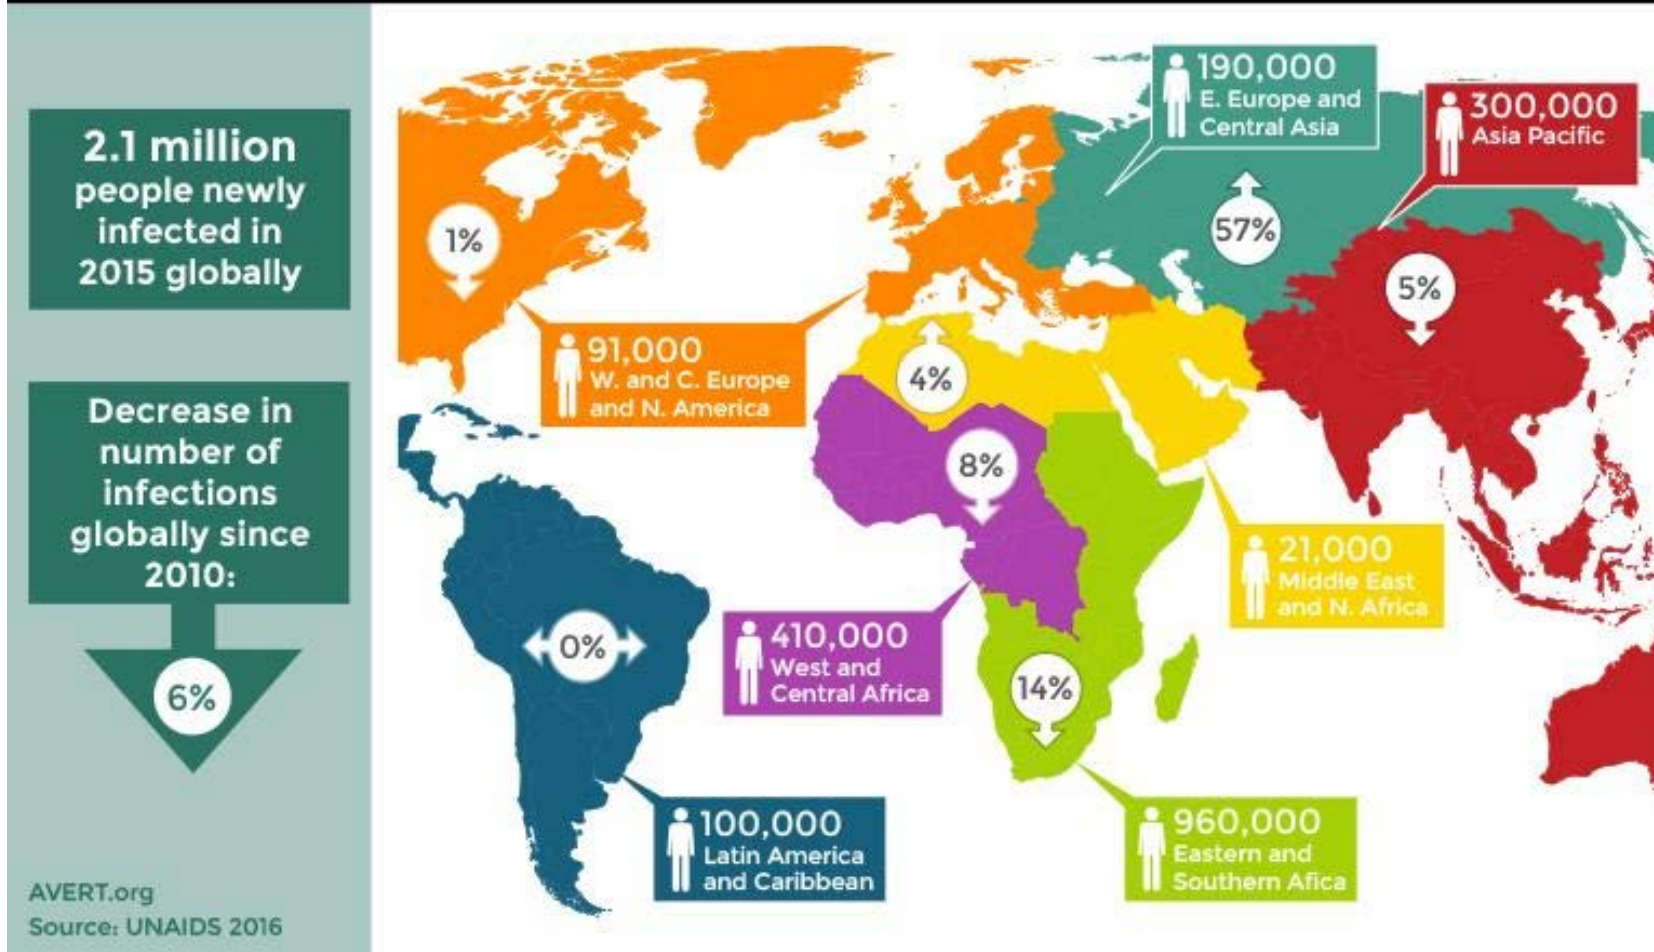 2.1 million
people newly
infected in
2015 globally
Decrease in
number of
infections
globally since
2010:
6%
AVERT.org
Source: UNAIDS 2016
190,000
E. Europe and
Central Asia
300,000
Asia Pacific
57%
1%
5%
91,000
W. and C. Europe
and N. America
4%
8%
21,000
Middle East
and N. Africa
410,000
West and
Central Africa
0%
14%
100,000
Latin America
and Caribbean
960,000
Eastern and
Southern Afica